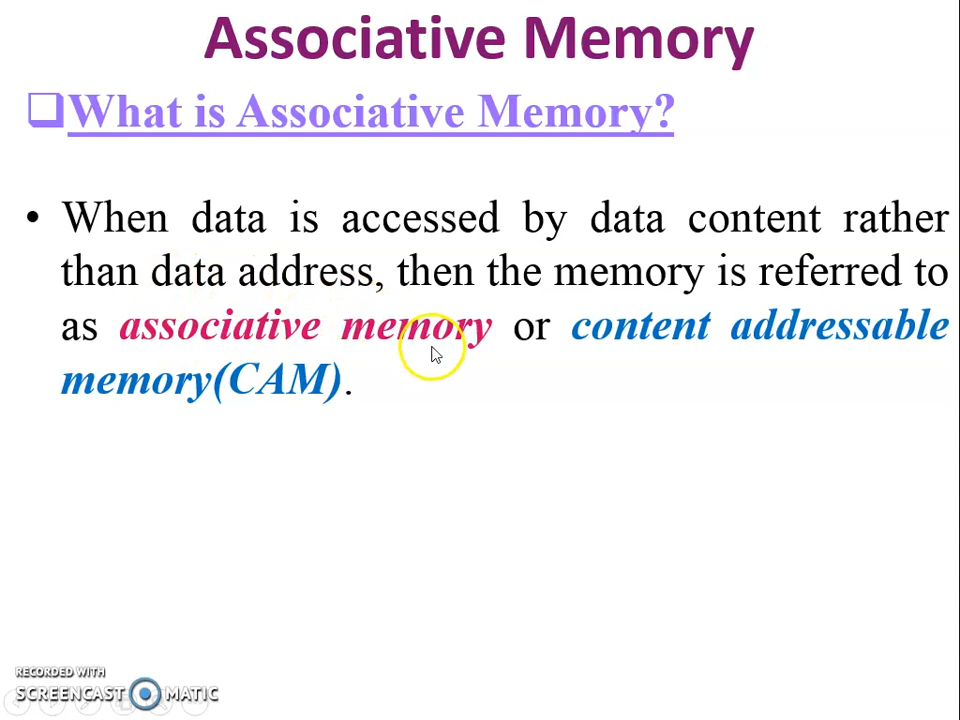 Associative Memory
What is Associative Memory?
• When data is accessed by data content rather
than data address, then the memory is referred to
as associative memory or content addressable
memory(CAM).
RECORDED WITH
SCREENCAST MATIC